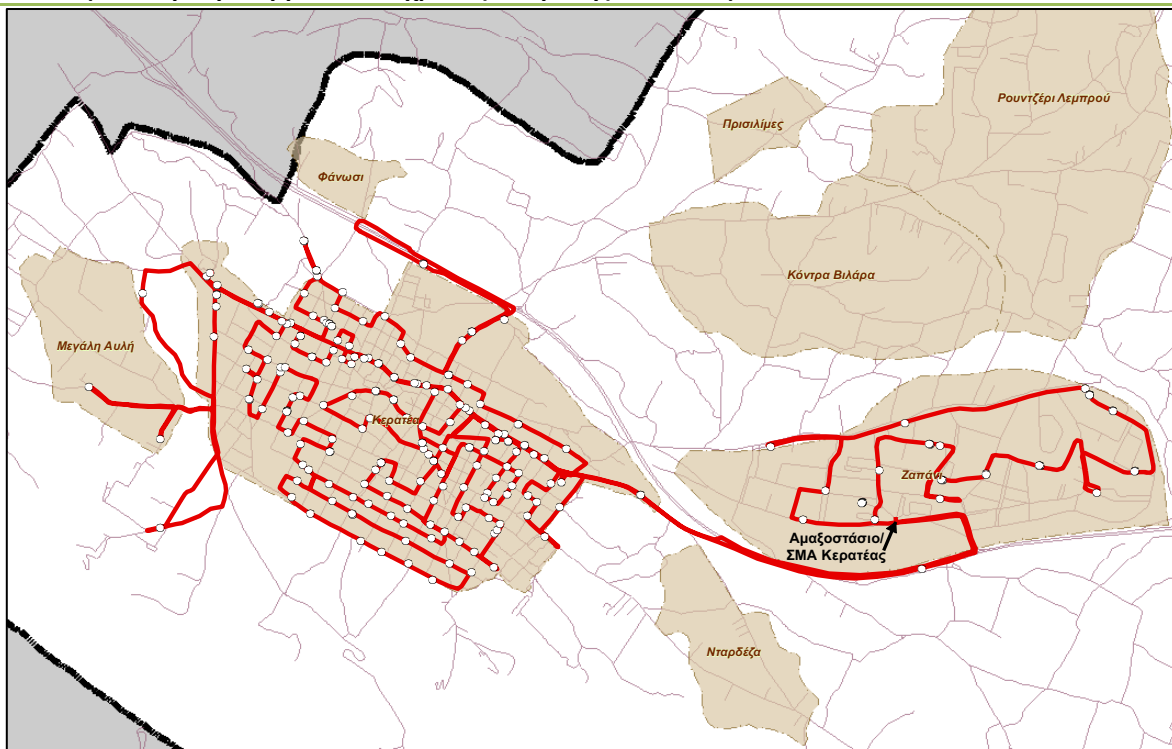 Ρουντζέρι Λεμπρού
Πρισιλίμες
Φάνωσι
Κόντρα Βιλάρα
Μεγάλη Αυλή
Κερατέα
Ζαπάνι
Αμαξοστάσιο/
ΣΜΑ Κερατέας
Νταρδέζα